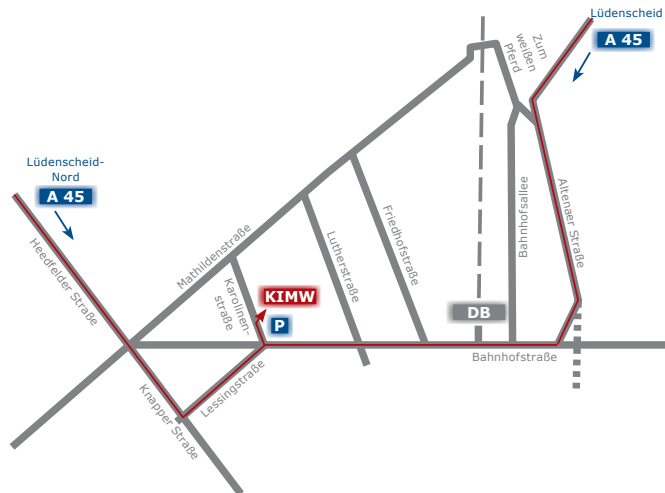 Lüdenscheid
A 45
Zum
weißen
Pferd
Lüdenscheid-
Nord
A 45
Heedfelder Straße
Mathildenstraße
Karolinen-
straße
KIMW
P
Lutherstraße
Friedhofstraße
DB
Bahnhofsallee
Altenaer Straße
Bahnhofstraße
Lessingstraße
Knapper Straße